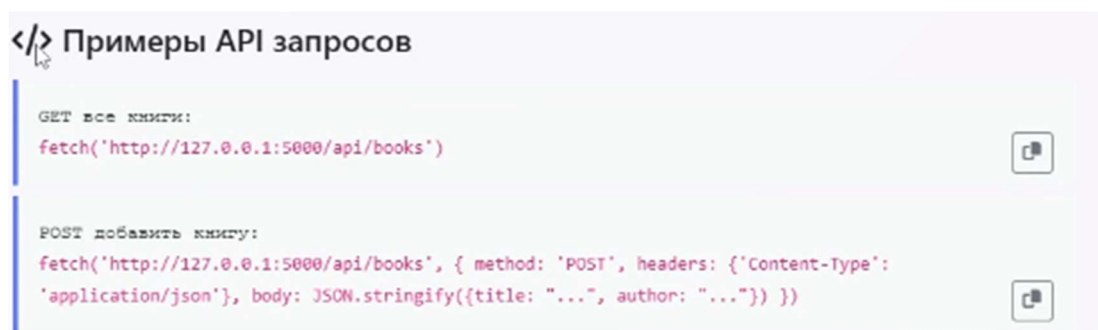 </> Примеры API запросов
GET все книги:
fetch('http://127.0.0.1:5000/api/books')
POST добавить книгу:
fetch('http://127.0.0.1:5000/api/books', { method: 'POST', headers: {'Content-Type':
'application/json'}, body: JSON.stringify({title: "...", author: "..."}) })